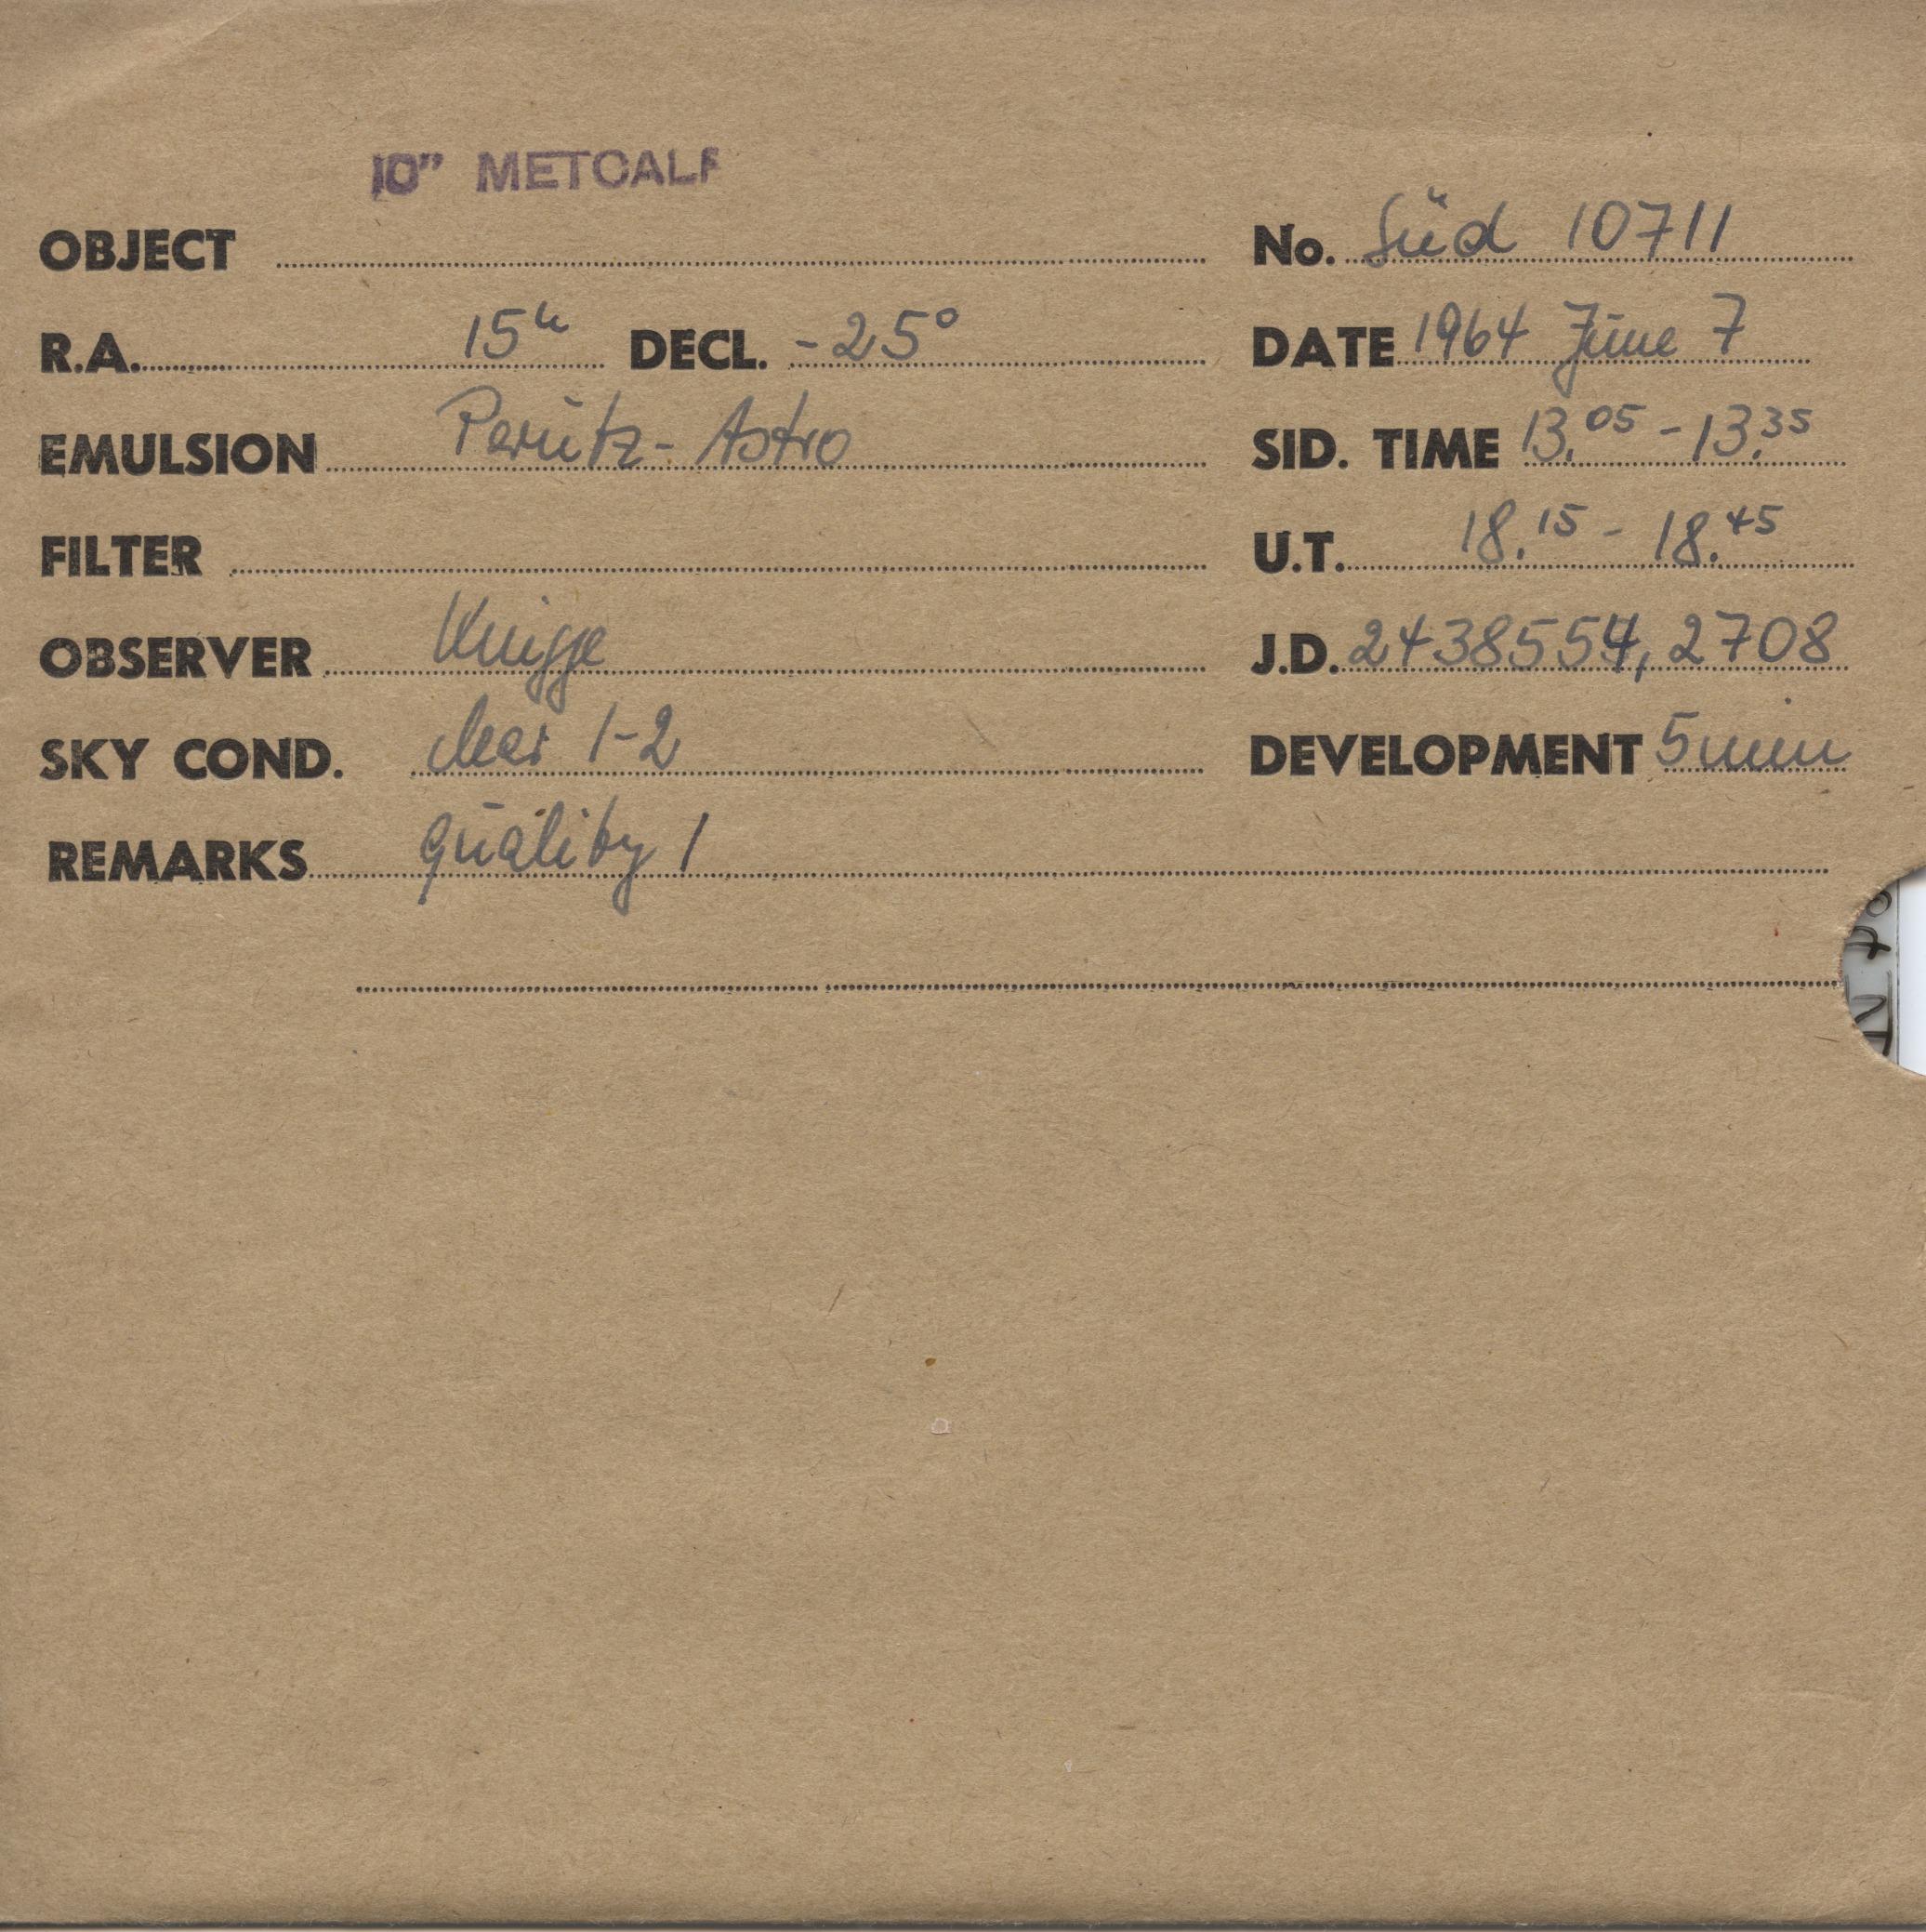 10" METCALF
OBJECT No. Süd 10711
R.A. 15h DECL. -25° DATE 1964 June 7
EMULSION Perutz-Astro SID. TIME 13.05 - 13.35
FILTER U.T. 18.15 - 18.45
OBSERVER Knigge J.D. 2438554,2708
SKY COND. clear 1-2 DEVELOPMENT 5 min
REMARKS quality 1